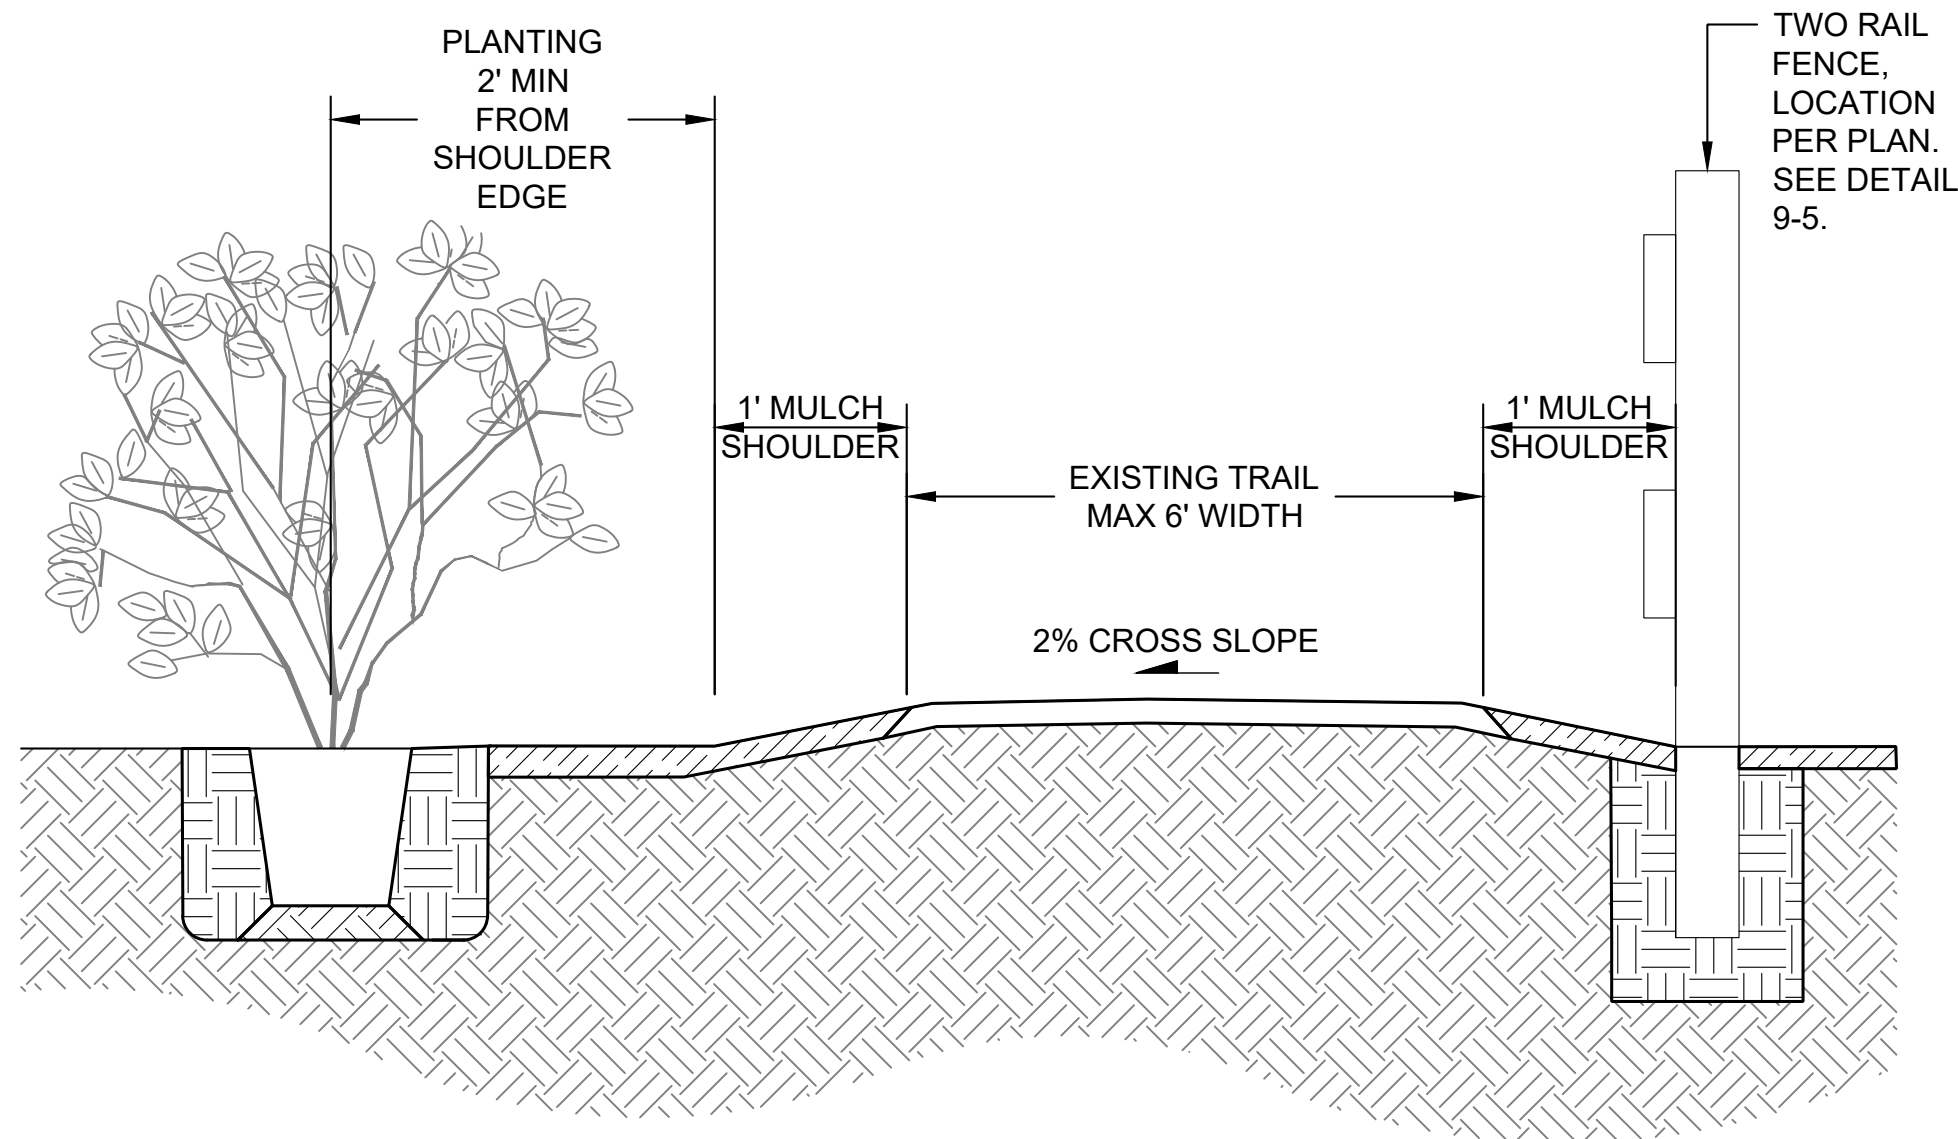 PLANTING
2' MIN
FROM
SHOULDER
EDGE
TWO RAIL
FENCE,
LOCATION
PER PLAN.
SEE DETAIL
9-5.
1' MULCH
SHOULDER
EXISTING TRAIL
MAX 6' WIDTH
1' MULCH
SHOULDER
2% CROSS SLOPE